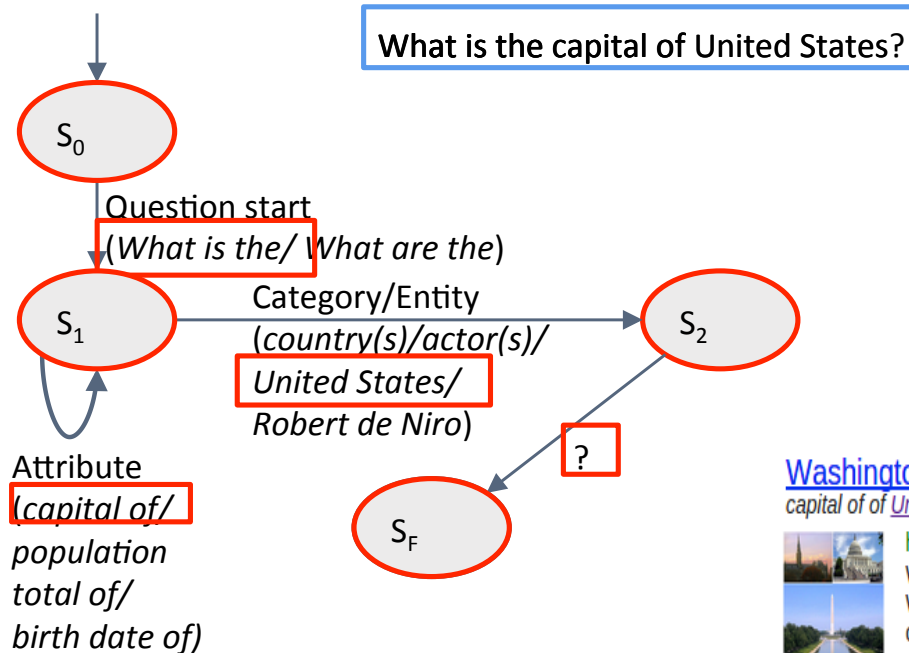 What is the capital of United States?
S0
Question start
(What is the/ What are the)
S1
Category/Entity
(country(s)/actor(s)/
United States/
Robert de Niro)
S2
Attribute
(capital of/
population
total of/
birth date of)
?
SF
capital of of